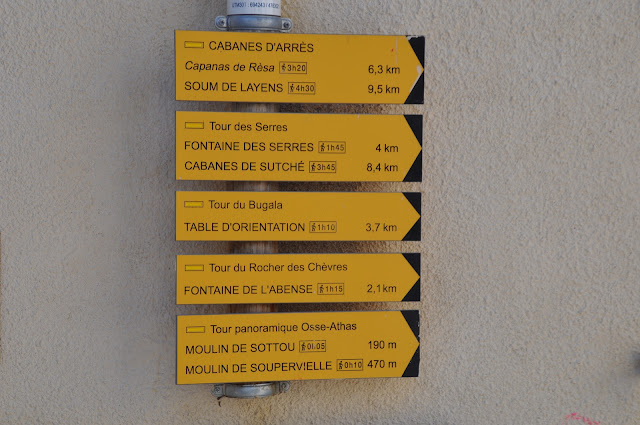 CABANES D'ARRÈS
Capanas de Rèsa 3h20 6,3 km
SOUM DE LAYENS 4h30 9,5 km
Tour des Serres
FONTAINE DES SERRES 1h45 4 km
CABANES DE SUTCHÉ 3h45 8,4 km
Tour du Bugala
TABLE D'ORIENTATION 1h10 3,7 km
Tour du Rocher des Chèvres
FONTAINE DE L'ABENSE 1h15 2,1 km
Tour panoramique Osse-Athas
MOULIN DE SOTTOU 0h05 190 m
MOULIN DE SOUPERVIELLE 0h10 470 m